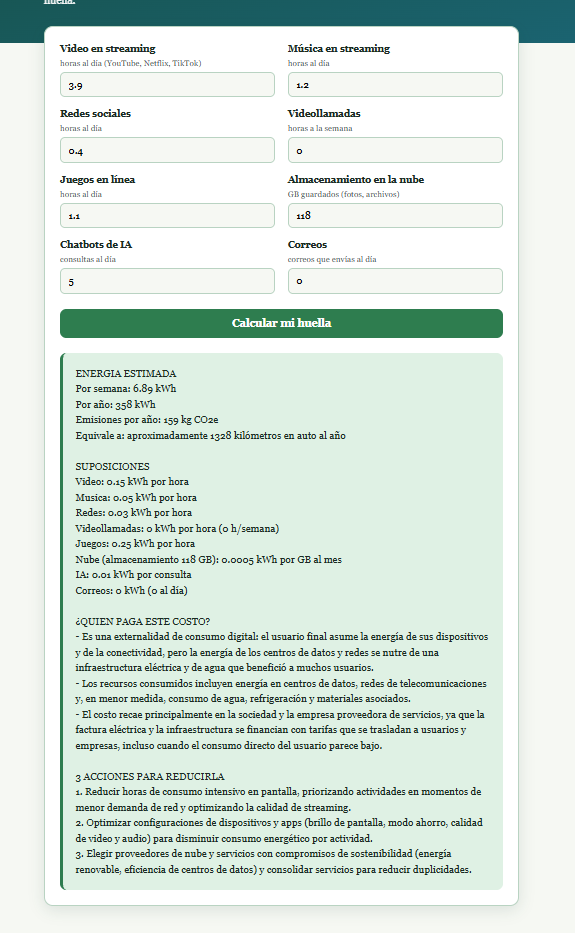 huella.
Video en streaming
horas al día (YouTube, Netflix, TikTok)
3.9
Música en streaming
horas al día
1.2
Redes sociales
horas al día
0.4
Videollamadas
horas a la semana
0
Juegos en línea
horas al día
1.1
Almacenamiento en la nube
GB guardados (fotos, archivos)
118
Chatbots de IA
consultas al día
5
Correos
correos que envías al día
0
Calcular mi huella
ENERGIA ESTIMADA
Por semana: 6.89 kWh
Por año: 358 kWh
Emisiones por año: 159 kg CO2e
Equivale a: aproximadamente 1328 kilómetros en auto al año
SUPOSICIONES
Video: 0.15 kWh por hora
Musica: 0.05 kWh por hora
Redes: 0.03 kWh por hora
Videollamadas: 0 kWh por hora (0 h/semana)
Juegos: 0.25 kWh por hora
Nube (almacenamiento 118 GB): 0.0005 kWh por GB al mes
IA: 0.01 kWh por consulta
Correos: 0 kWh (0 al día)
¿QUIEN PAGA ESTE COSTO?
- Es una externalidad de consumo digital: el usuario final asume la energía de sus dispositivos
y de la conectividad, pero la energía de los centros de datos y redes se nutre de una
infraestructura eléctrica y de agua que benefició a muchos usuarios.
- Los recursos consumidos incluyen energía en centros de datos, redes de telecomunicaciones
y, en menor medida, consumo de agua, refrigeración y materiales asociados.
- El costo recae principalmente en la sociedad y la empresa proveedora de servicios, ya que la
factura eléctrica y la infraestructura se financian con tarifas que se trasladan a usuarios y
empresas, incluso cuando el consumo directo del usuario parece bajo.
3 ACCIONES PARA REDUCIRLA
1. Reducir horas de consumo intensivo en pantalla, priorizando actividades en momentos de
menor demanda de red y optimizando la calidad de streaming.
2. Optimizar configuraciones de dispositivos y apps (brillo de pantalla, modo ahorro, calidad
de video y audio) para disminuir consumo energético por actividad.
3. Elegir proveedores de nube y servicios con compromisos de sostenibilidad (energía
renovable, eficiencia de centros de datos) y consolidar servicios para reducir duplicidades.